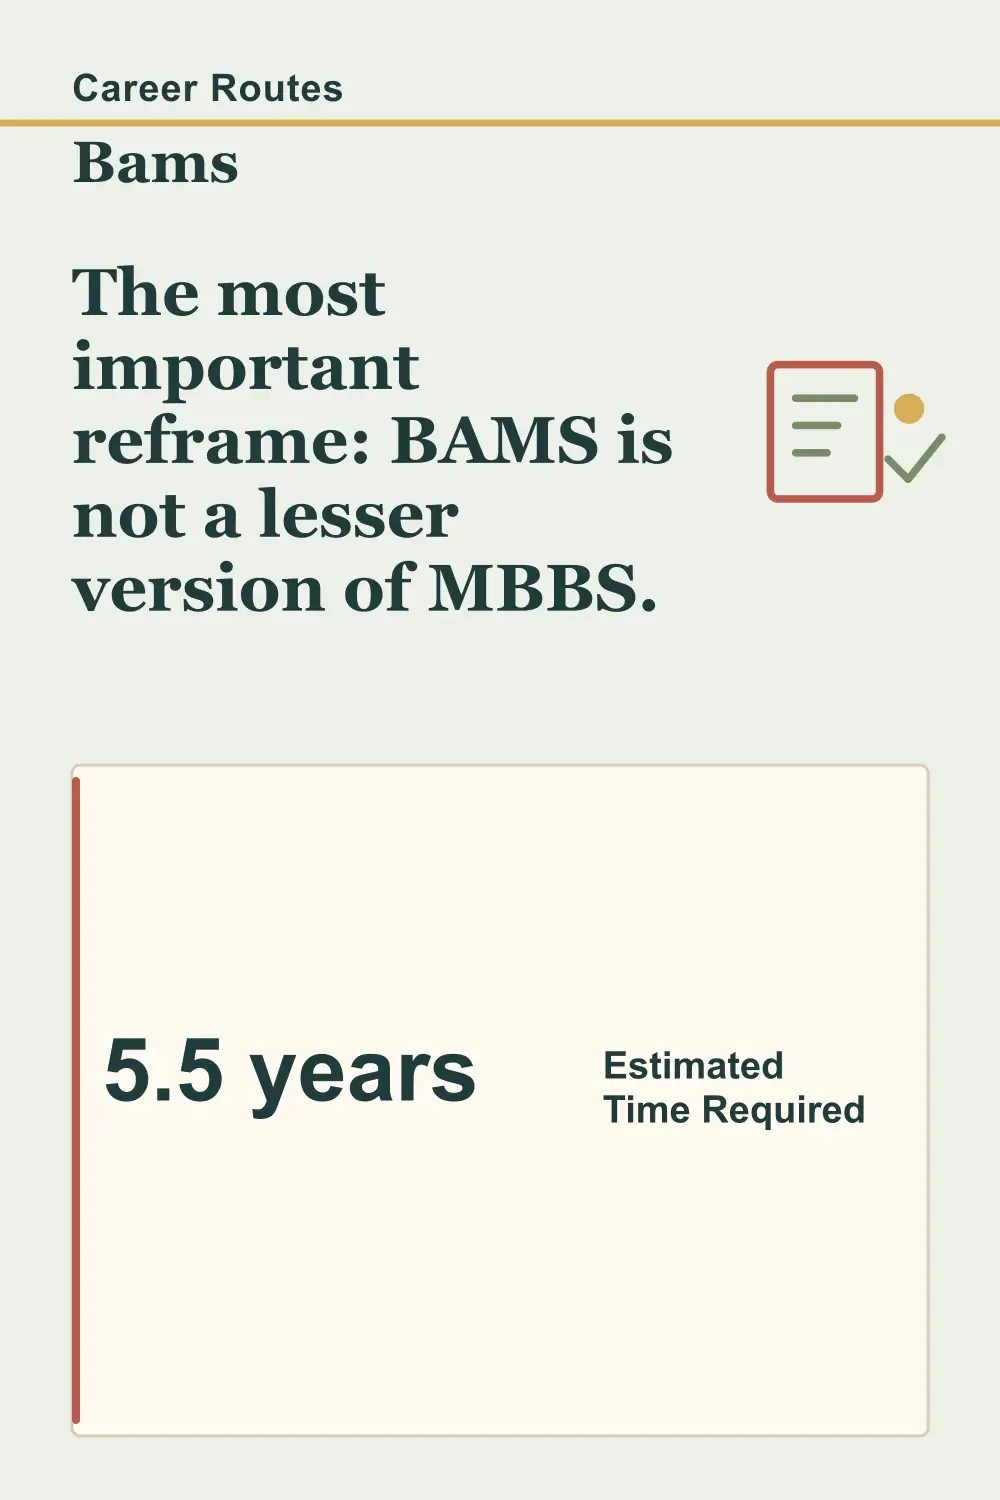 Career Routes
Bams
The most
important
reframe: BAMS is
not a lesser
version of MBBS.
5.5 years
Estimated
Time Required